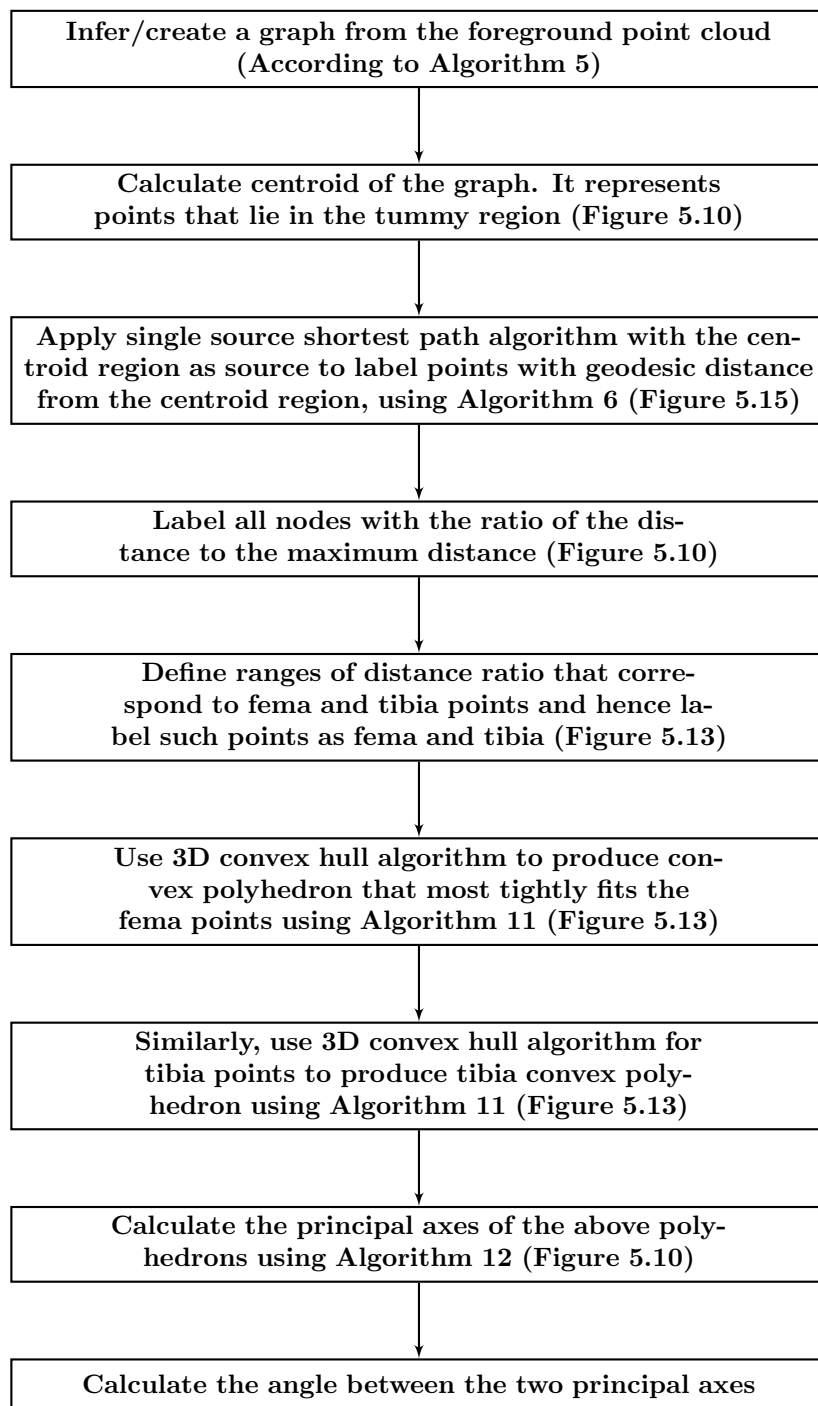 Infer/create a graph from the foreground point cloud
(According to Algorithm 5)
Calculate centroid of the graph. It represents
points that lie in the tummy region (Figure 5.10)
Apply single source shortest path algorithm with the cen-
troid region as source to label points with geodesic distance
from the centroid region, using Algorithm 6 (Figure 5.15)
Label all nodes with the ratio of the dis-
tance to the maximum distance (Figure 5.10)
Define ranges of distance ratio that corre-
spond to fema and tibia points and hence la-
bel such points as fema and tibia (Figure 5.13)
Use 3D convex hull algorithm to produce con-
vex polyhedron that most tightly fits the
fema points using Algorithm 11 (Figure 5.13)
Similarly, use 3D convex hull algorithm for
tibia points to produce tibia convex poly-
hedron using Algorithm 11 (Figure 5.13)
Calculate the principal axes of the above poly-
hedrons using Algorithm 12 (Figure 5.10)
Calculate the angle between the two principal axes